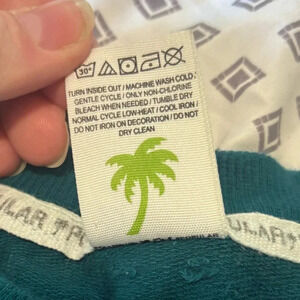 30°
TURN INSIDE OUT / MACHINE WASH COLD /
GENTLE CYCLE / ONLY NON-CHLORINE
BLEACH WHEN NEEDED / TUMBLE DRY
NORMAL CYCLE LOW-HEAT / COOL IRON /
DO NOT IRON ON DECORATION / DO NOT
DRY CLEAN